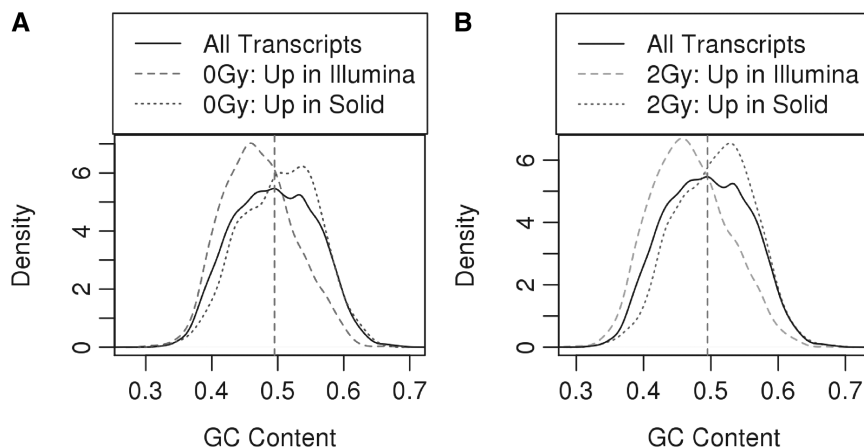 A
All Transcripts
0Gy: Up in Illumina
0Gy: Up in Solid
Density
6
4
2
0
0.3 0.4 0.5 0.6 0.7
GC Content
B
All Transcripts
2Gy: Up in Illumina
2Gy: Up in Solid
Density
6
4
2
0
0.3 0.4 0.5 0.6 0.7
GC Content